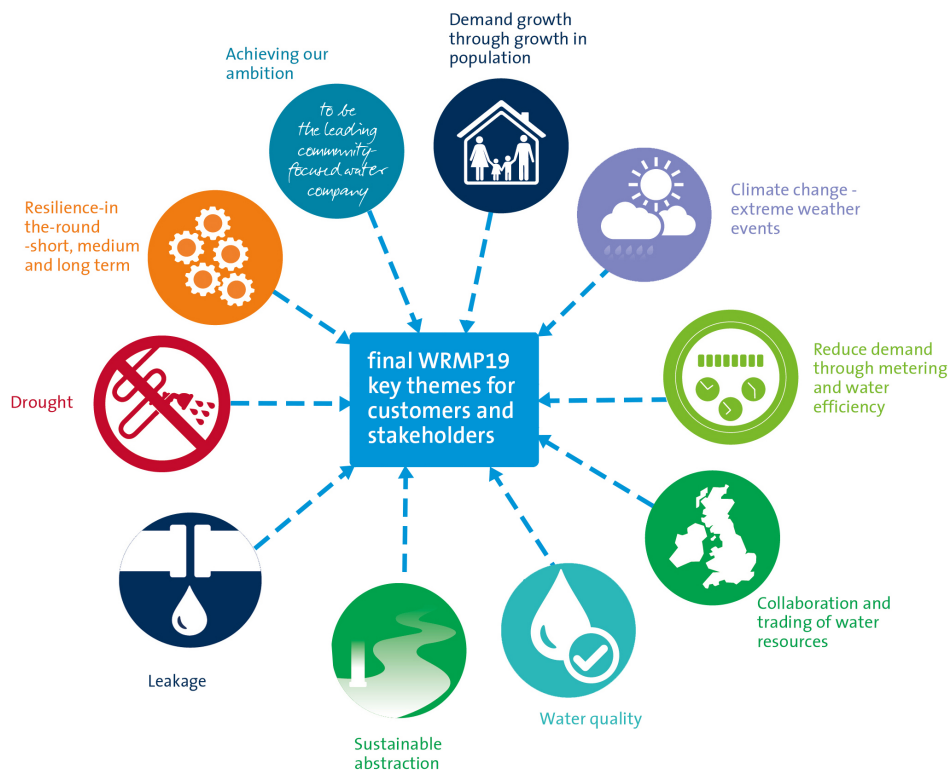 Demand growth
through growth in
population
Achieving our
ambition
to be
the leading
community-
focused water
company
Climate change -
extreme weather
events
Resilience-in
the-round
-short, medium
and long term
final WRMP19
key themes for
customers and
stakeholders
Reduce demand
through metering
and water
efficiency
Drought
Collaboration and
trading of water
resources
Leakage
Water quality
Sustainable
abstraction